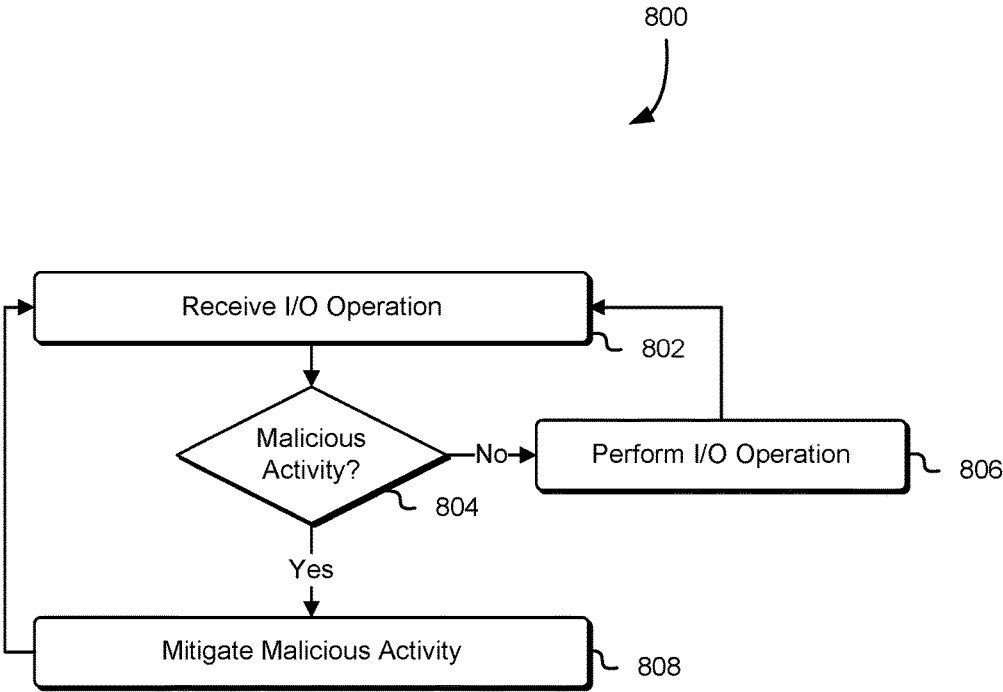 800
Receive I/O Operation
802
Malicious
Activity?
No
Perform I/O Operation
806
804
Yes
Mitigate Malicious Activity
808